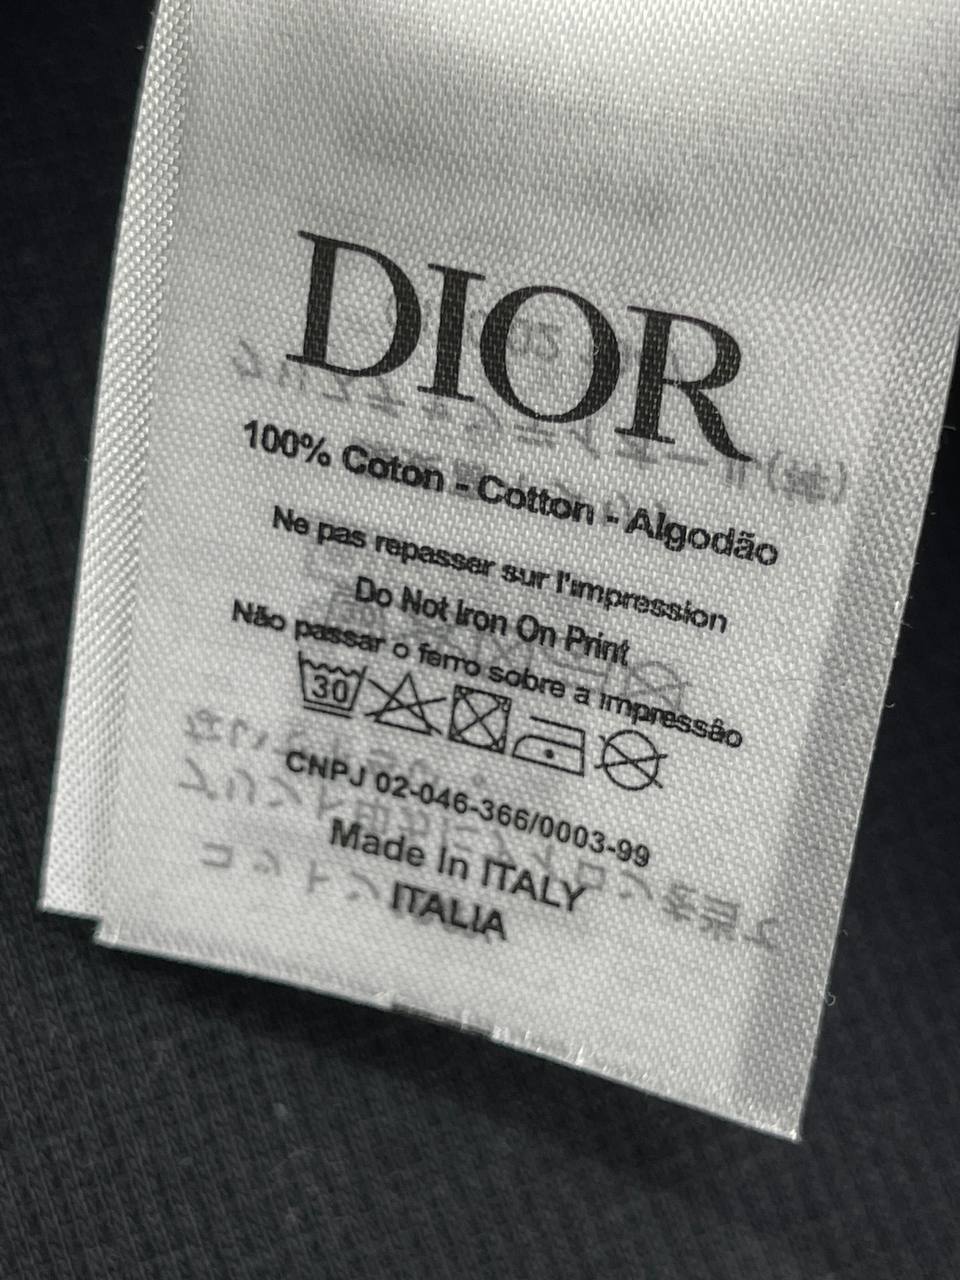 DIOR
100% Coton - Cotton - Algodão
Ne pas repasser sur l'impression
Do Not Iron On Print
Não passar o ferro sobre a impressão
30
CNPJ 02-046-366/0003-99
Made In ITALY
ITALIA